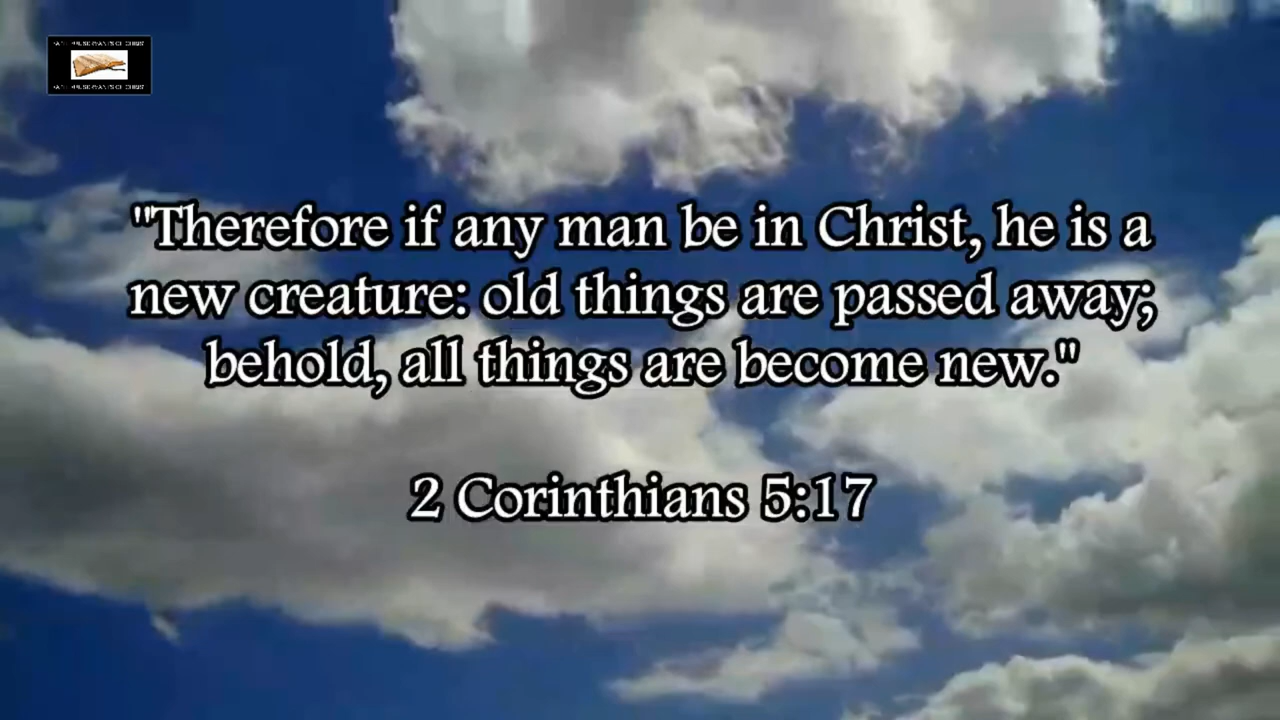 "Therefore if any man be in Christ, he is a
new creature: old things are passed away;
behold, all things are become new."
2 Corinthians 5:17